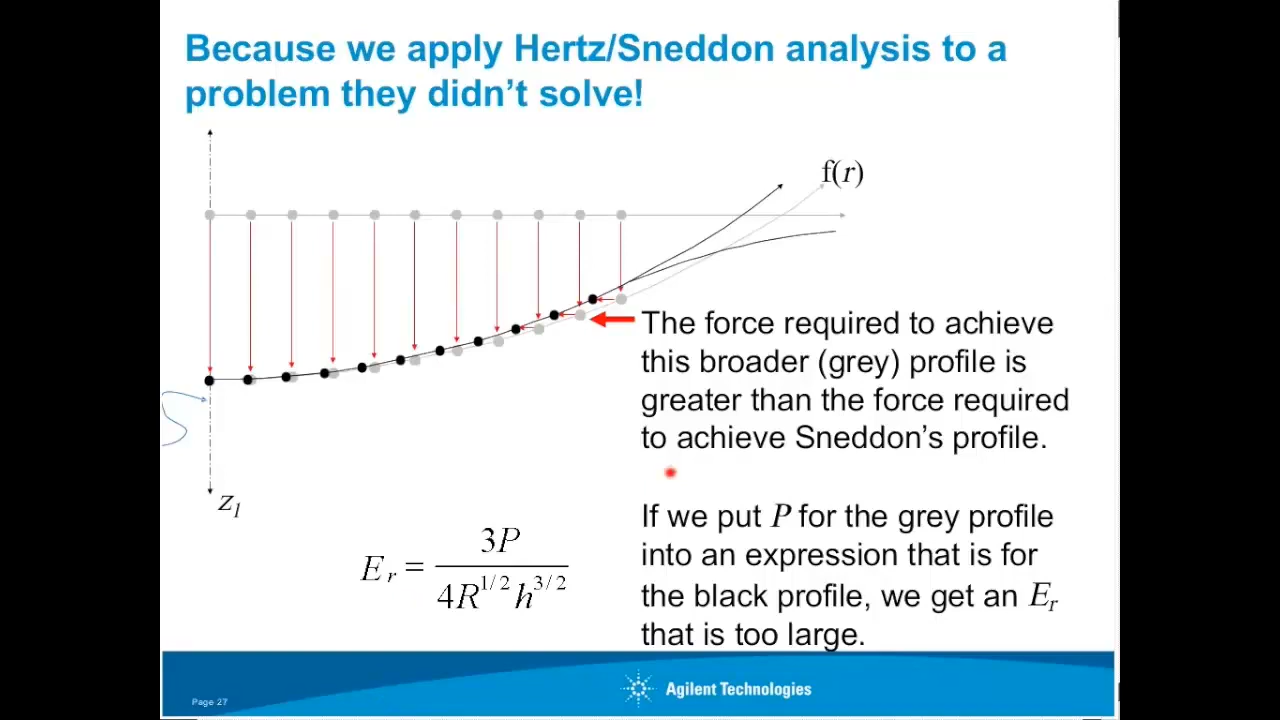 Because we apply Hertz/Sneddon analysis to a
problem they didn't solve!
f(r)
The force required to achieve
this broader (grey) profile is
greater than the force required
to achieve Sneddon's profile.
z_l
If we put P for the grey profile
into an expression that is for
the black profile, we get an E_r
that is too large.
E_r = 3P / 4R^{1/2} h^{3/2}
Page 27
Agilent Technologies